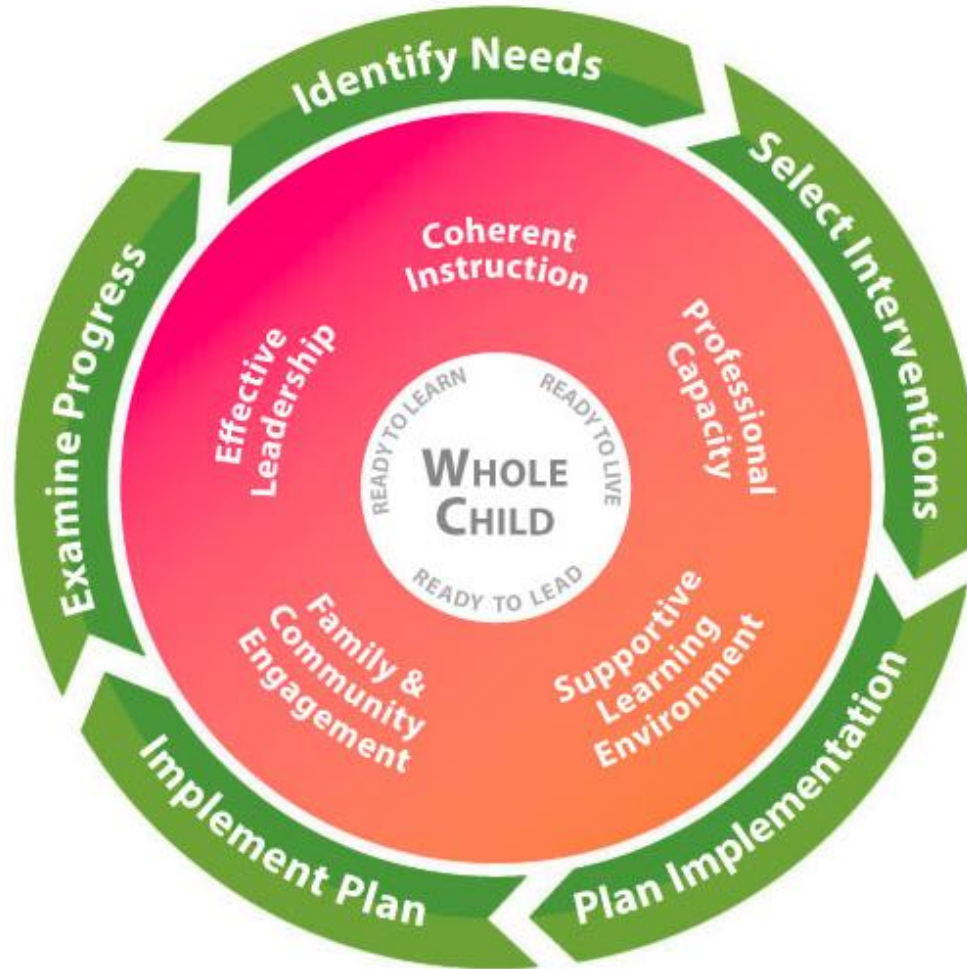 Identify Needs
Select Interventions
Plan Implementation
Implement Plan
Examine Progress
Coherent
Instruction
Professional
Capacity
Supportive
Learning
Environment
Family &
Community
Engagement
Effective
Leadership
READY TO LEARN
READY TO LIVE
READY TO LEAD
WHOLE
CHILD